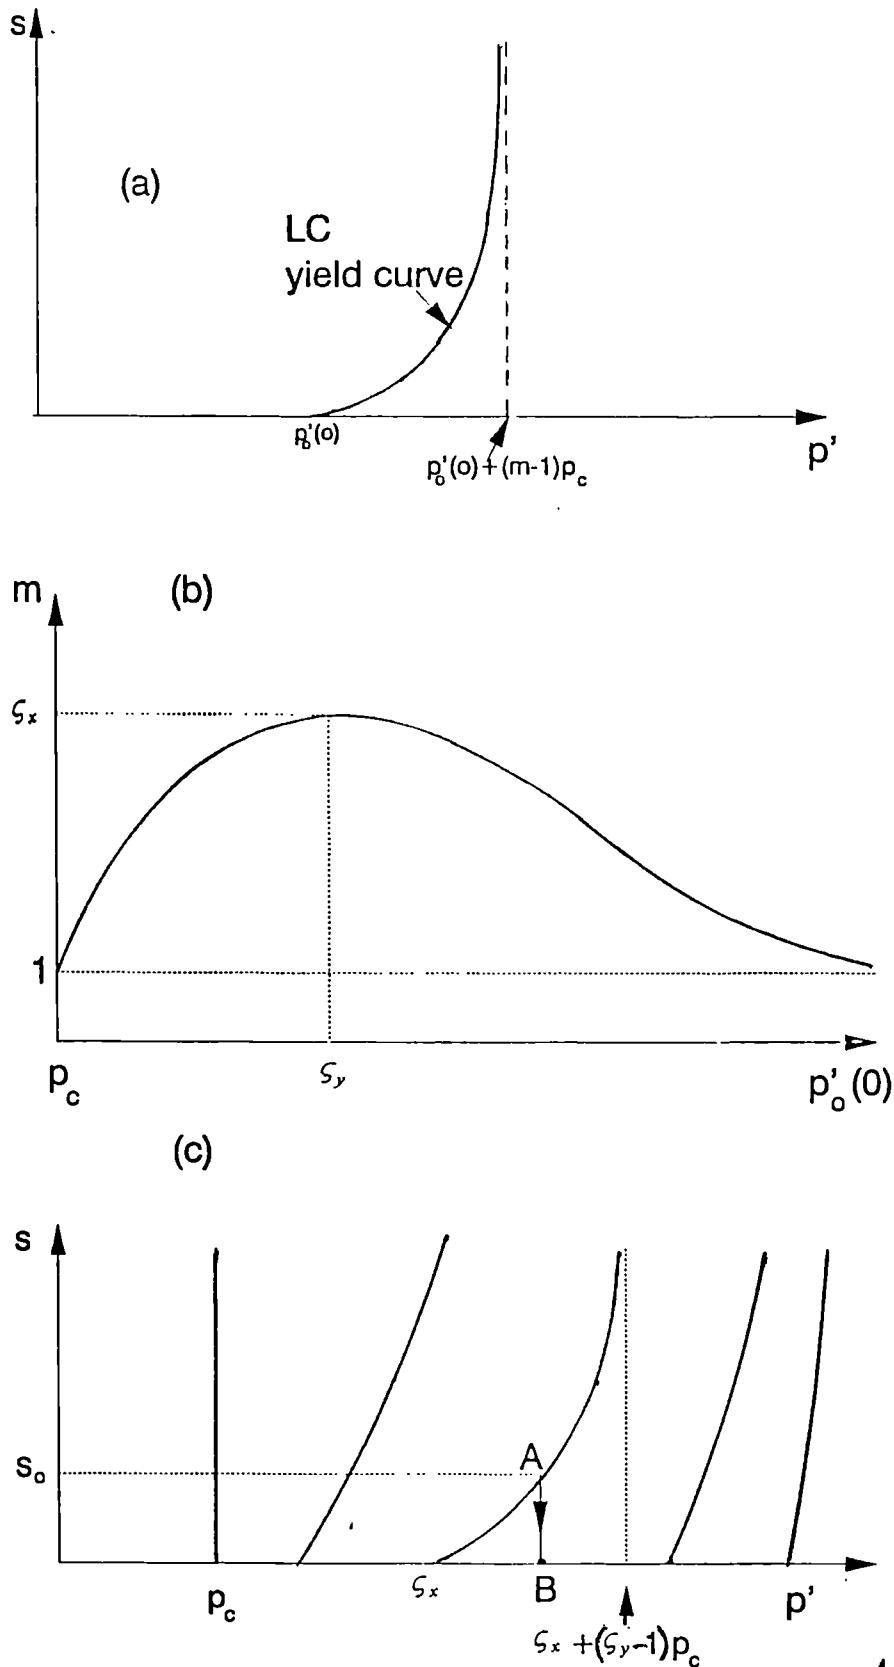 s
(a)
LC
yield curve
p'o(o)
p'
p'o(o)+(m-1)pc
m
(b)
ςx
1
pc
ςy
p'o(0)
(c)
s
so
A
pc
ςx
B
p'
ςx +(ςy-1)pc